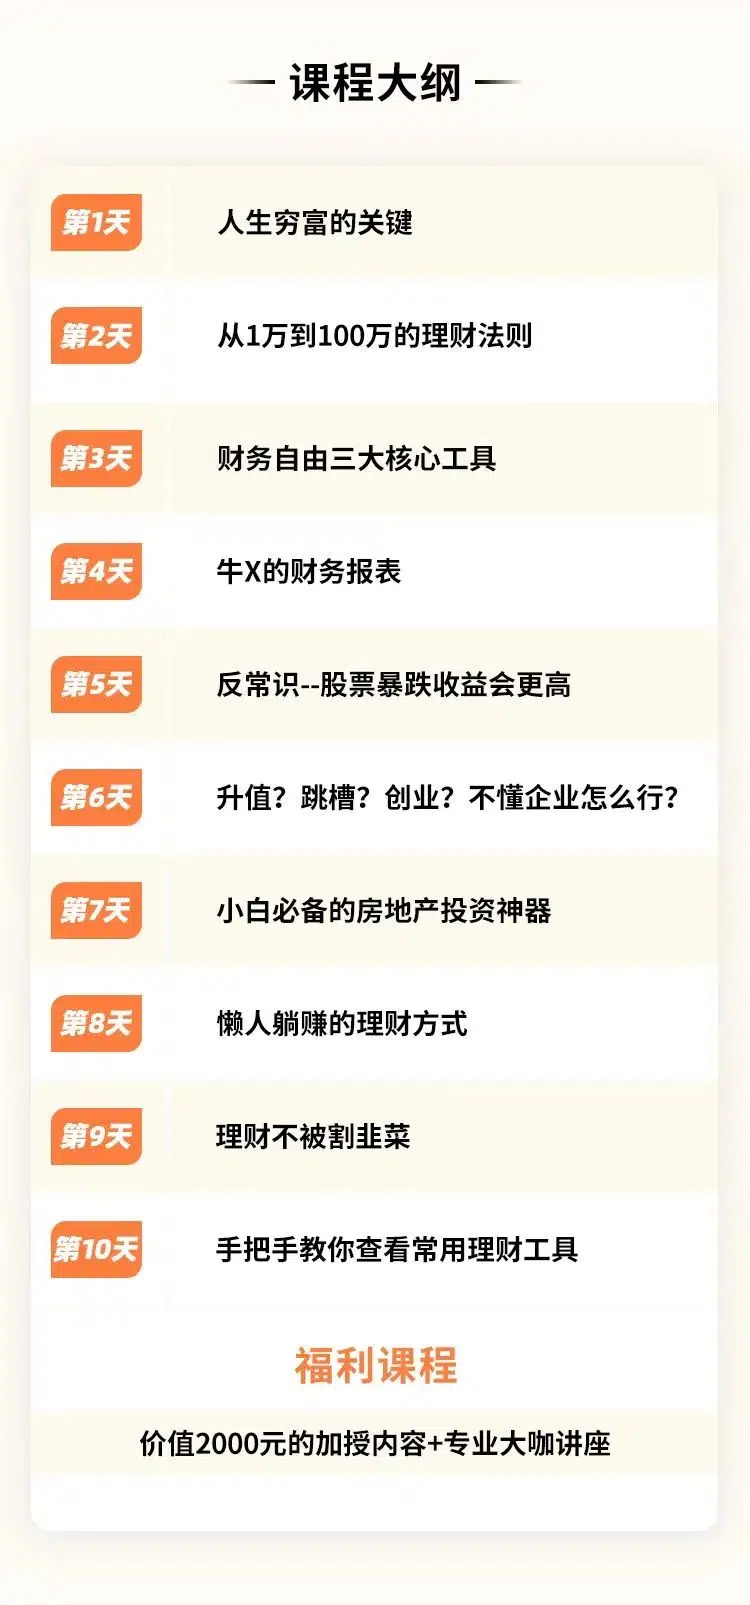 课程大纲
第1天 人生穷富的关键
第2天 从1万到100万的理财法则
第3天 财务自由三大核心工具
第4天 牛X的财务报表
第5天 反常识--股票暴跌收益会更高
第6天 升值？跳槽？创业？不懂企业怎么行？
第7天 小白必备的房地产投资神器
第8天 懒人躺赚的理财方式
第9天 理财不被割韭菜
第10天 手把手教你查看常用理财工具
福利课程
价值2000元的加授内容+专业大咖讲座